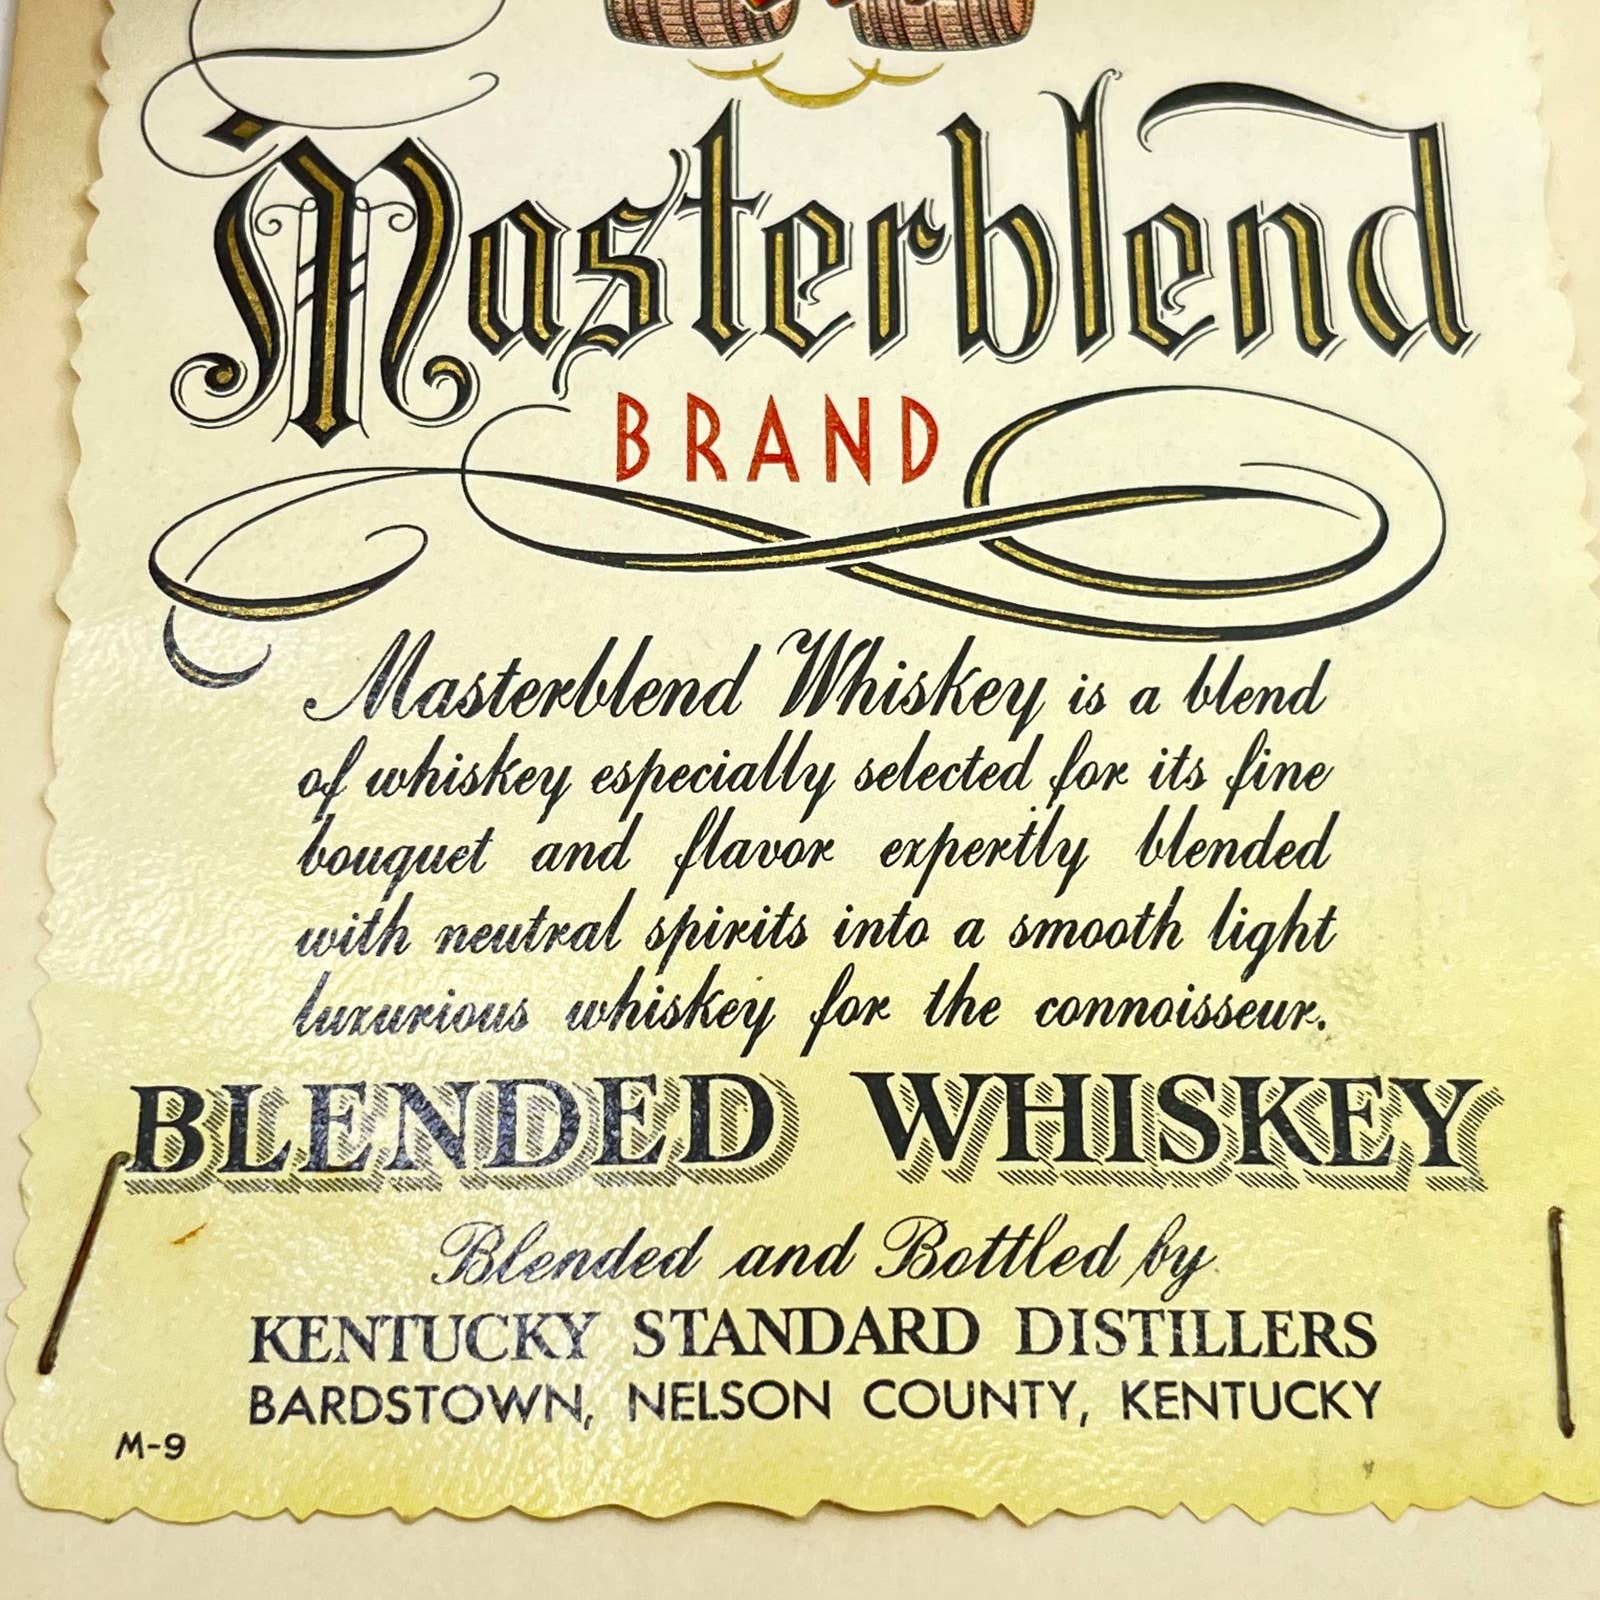 Masterblend
BRAND
Masterblend Whiskey is a blend
of whiskey especially selected for its fine
bouquet and flavor expertly blended
with neutral spirits into a smooth light
luxurious whiskey for the connoisseur.
BLENDED WHISKEY
Blended and Bottled by
KENTUCKY STANDARD DISTILLERS
BARDSTOWN, NELSON COUNTY, KENTUCKY
M-9